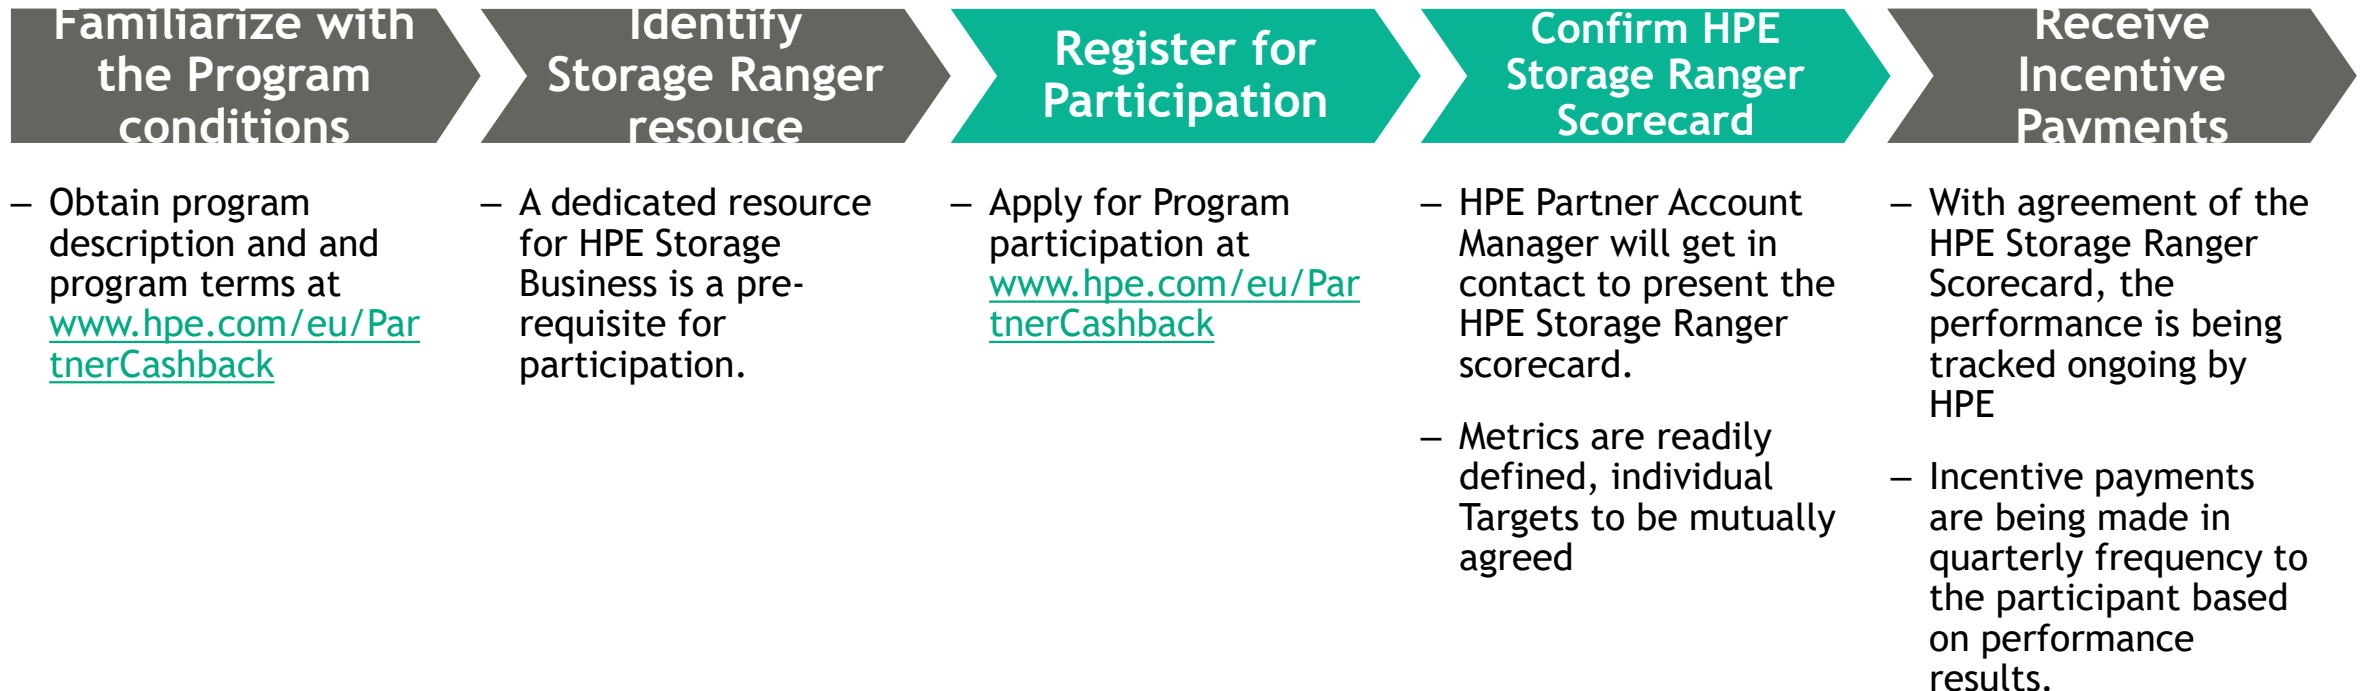 Familiarize with
the Program
conditions
Identify
Storage Ranger
resouce
Register for
Participation
Confirm HPE
Storage Ranger
Scorecard
Receive
Incentive
Payments
– Obtain program
description and and
program terms at
www.hpe.com/eu/Par
tnerCashback
– A dedicated resource
for HPE Storage
Business is a pre-
requisite for
participation.
– Apply for Program
participation at
www.hpe.com/eu/Par
tnerCashback
– HPE Partner Account
Manager will get in
contact to present the
HPE Storage Ranger
scorecard.
– Metrics are readily
defined, individual
Targets to be mutually
agreed
– With agreement of the
HPE Storage Ranger
Scorecard, the
performance is being
tracked ongoing by
HPE
– Incentive payments
are being made in
quarterly frequency to
the participant based
on performance
results.